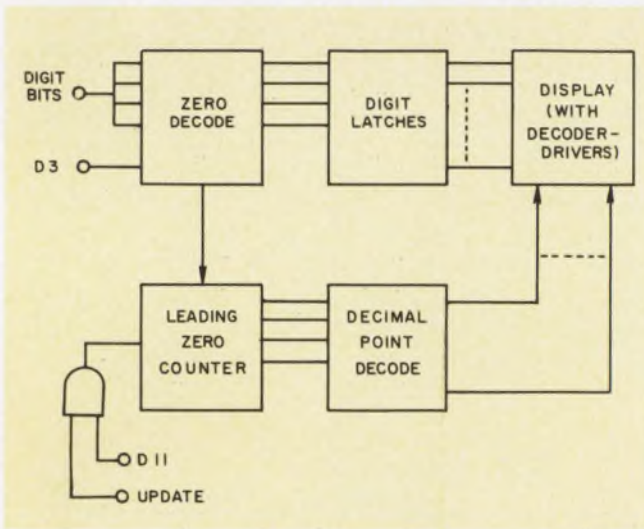 DIGIT
BITS
D3
ZERO
DECODE
DIGIT
LATCHES
DISPLAY
(WITH
DECODER-
DRIVERS)
LEADING
ZERO
COUNTER
DECIMAL
POINT
DECODE
D11
UPDATE